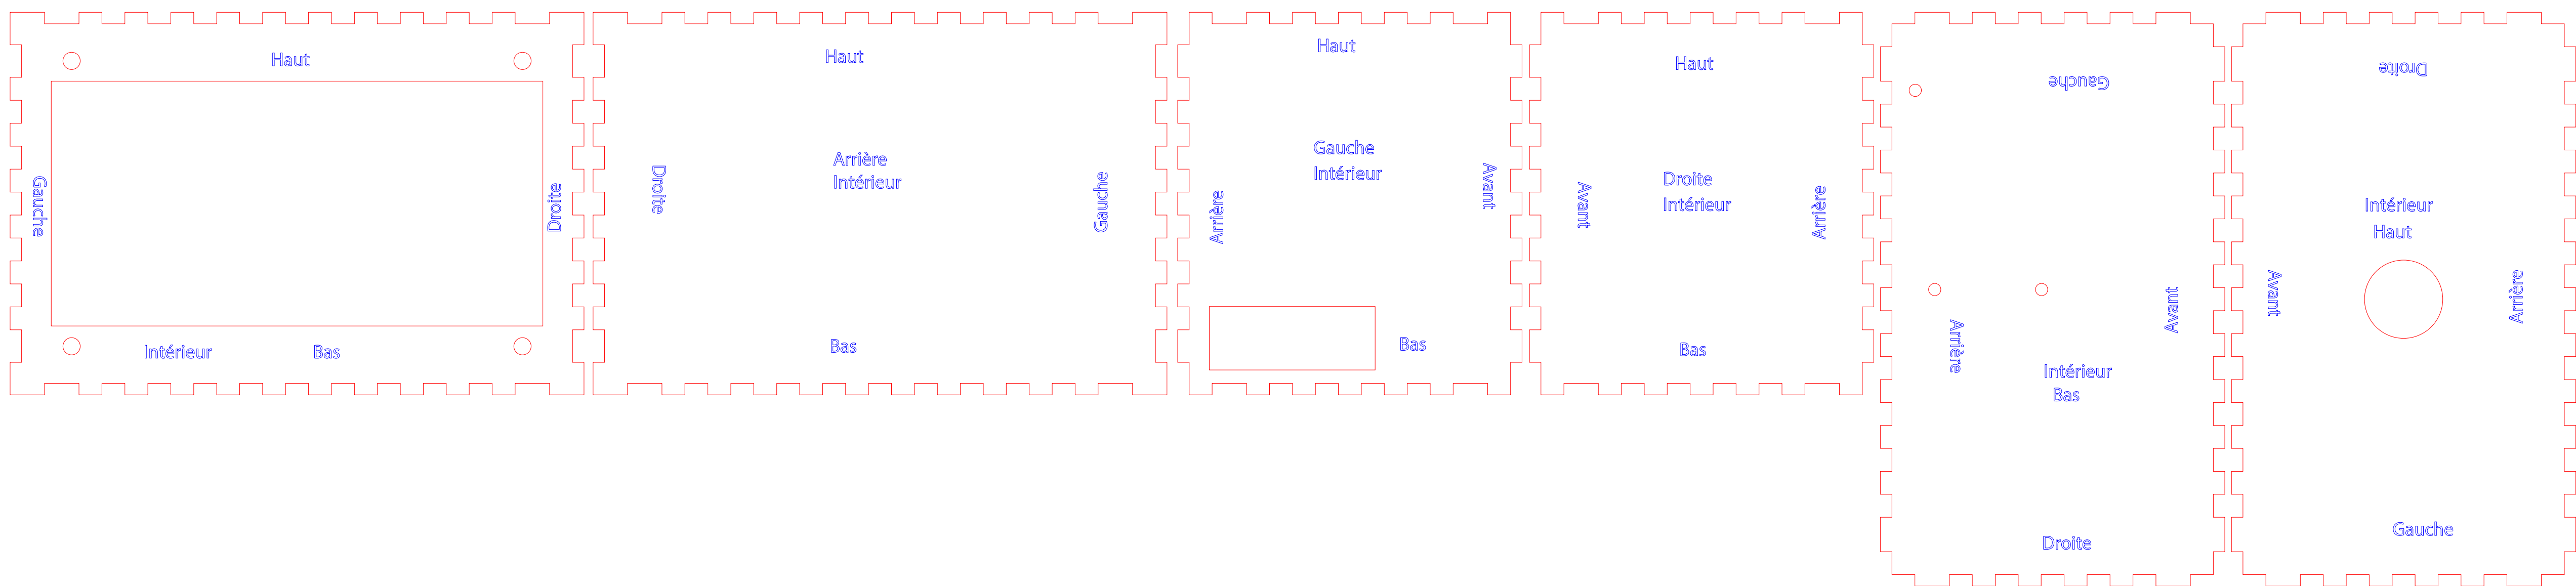 Haut
Gauche
Droite
Intérieur
Bas
Haut
Arrière
Intérieur
Droite
Gauche
Bas
Haut
Gauche
Intérieur
Arrière
Avant
Bas
Haut
Droite
Intérieur
Avant
Arrière
Bas
Gauche
Avant
Arrière
Intérieur
Bas
Droite
Droite
Intérieur
Haut
Avant
Arrière
Gauche